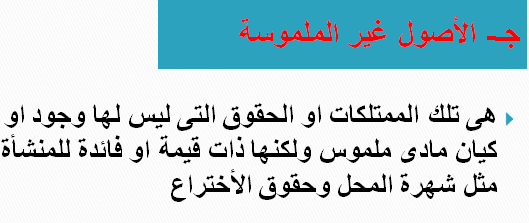 جـ- الأصول غير الملموسة
هى تلك الممتلكات او الحقوق التى ليس لها وجود او
كيان مادى ملموس ولكنها ذات قيمة او فائدة للمنشأة
مثل شهرة المحل وحقوق الأختراع